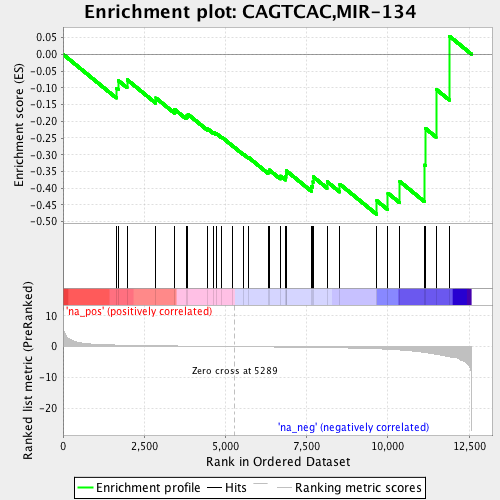 Enrichment plot: CAGTCAC,MIR-134
Enrichment score (ES)
0.05
0.00
-0.05
-0.10
-0.15
-0.20
-0.25
-0.30
-0.35
-0.40
-0.45
-0.50
'na_pos' (positively correlated)
Ranked list metric (PreRanked)
10
0
-10
-20
Zero cross at 5289
'na_neg' (negatively correlated)
0
2,500
5,000
7,500
10,000
12,500
Rank in Ordered Dataset
Enrichment profile
Hits
Ranking metric scores